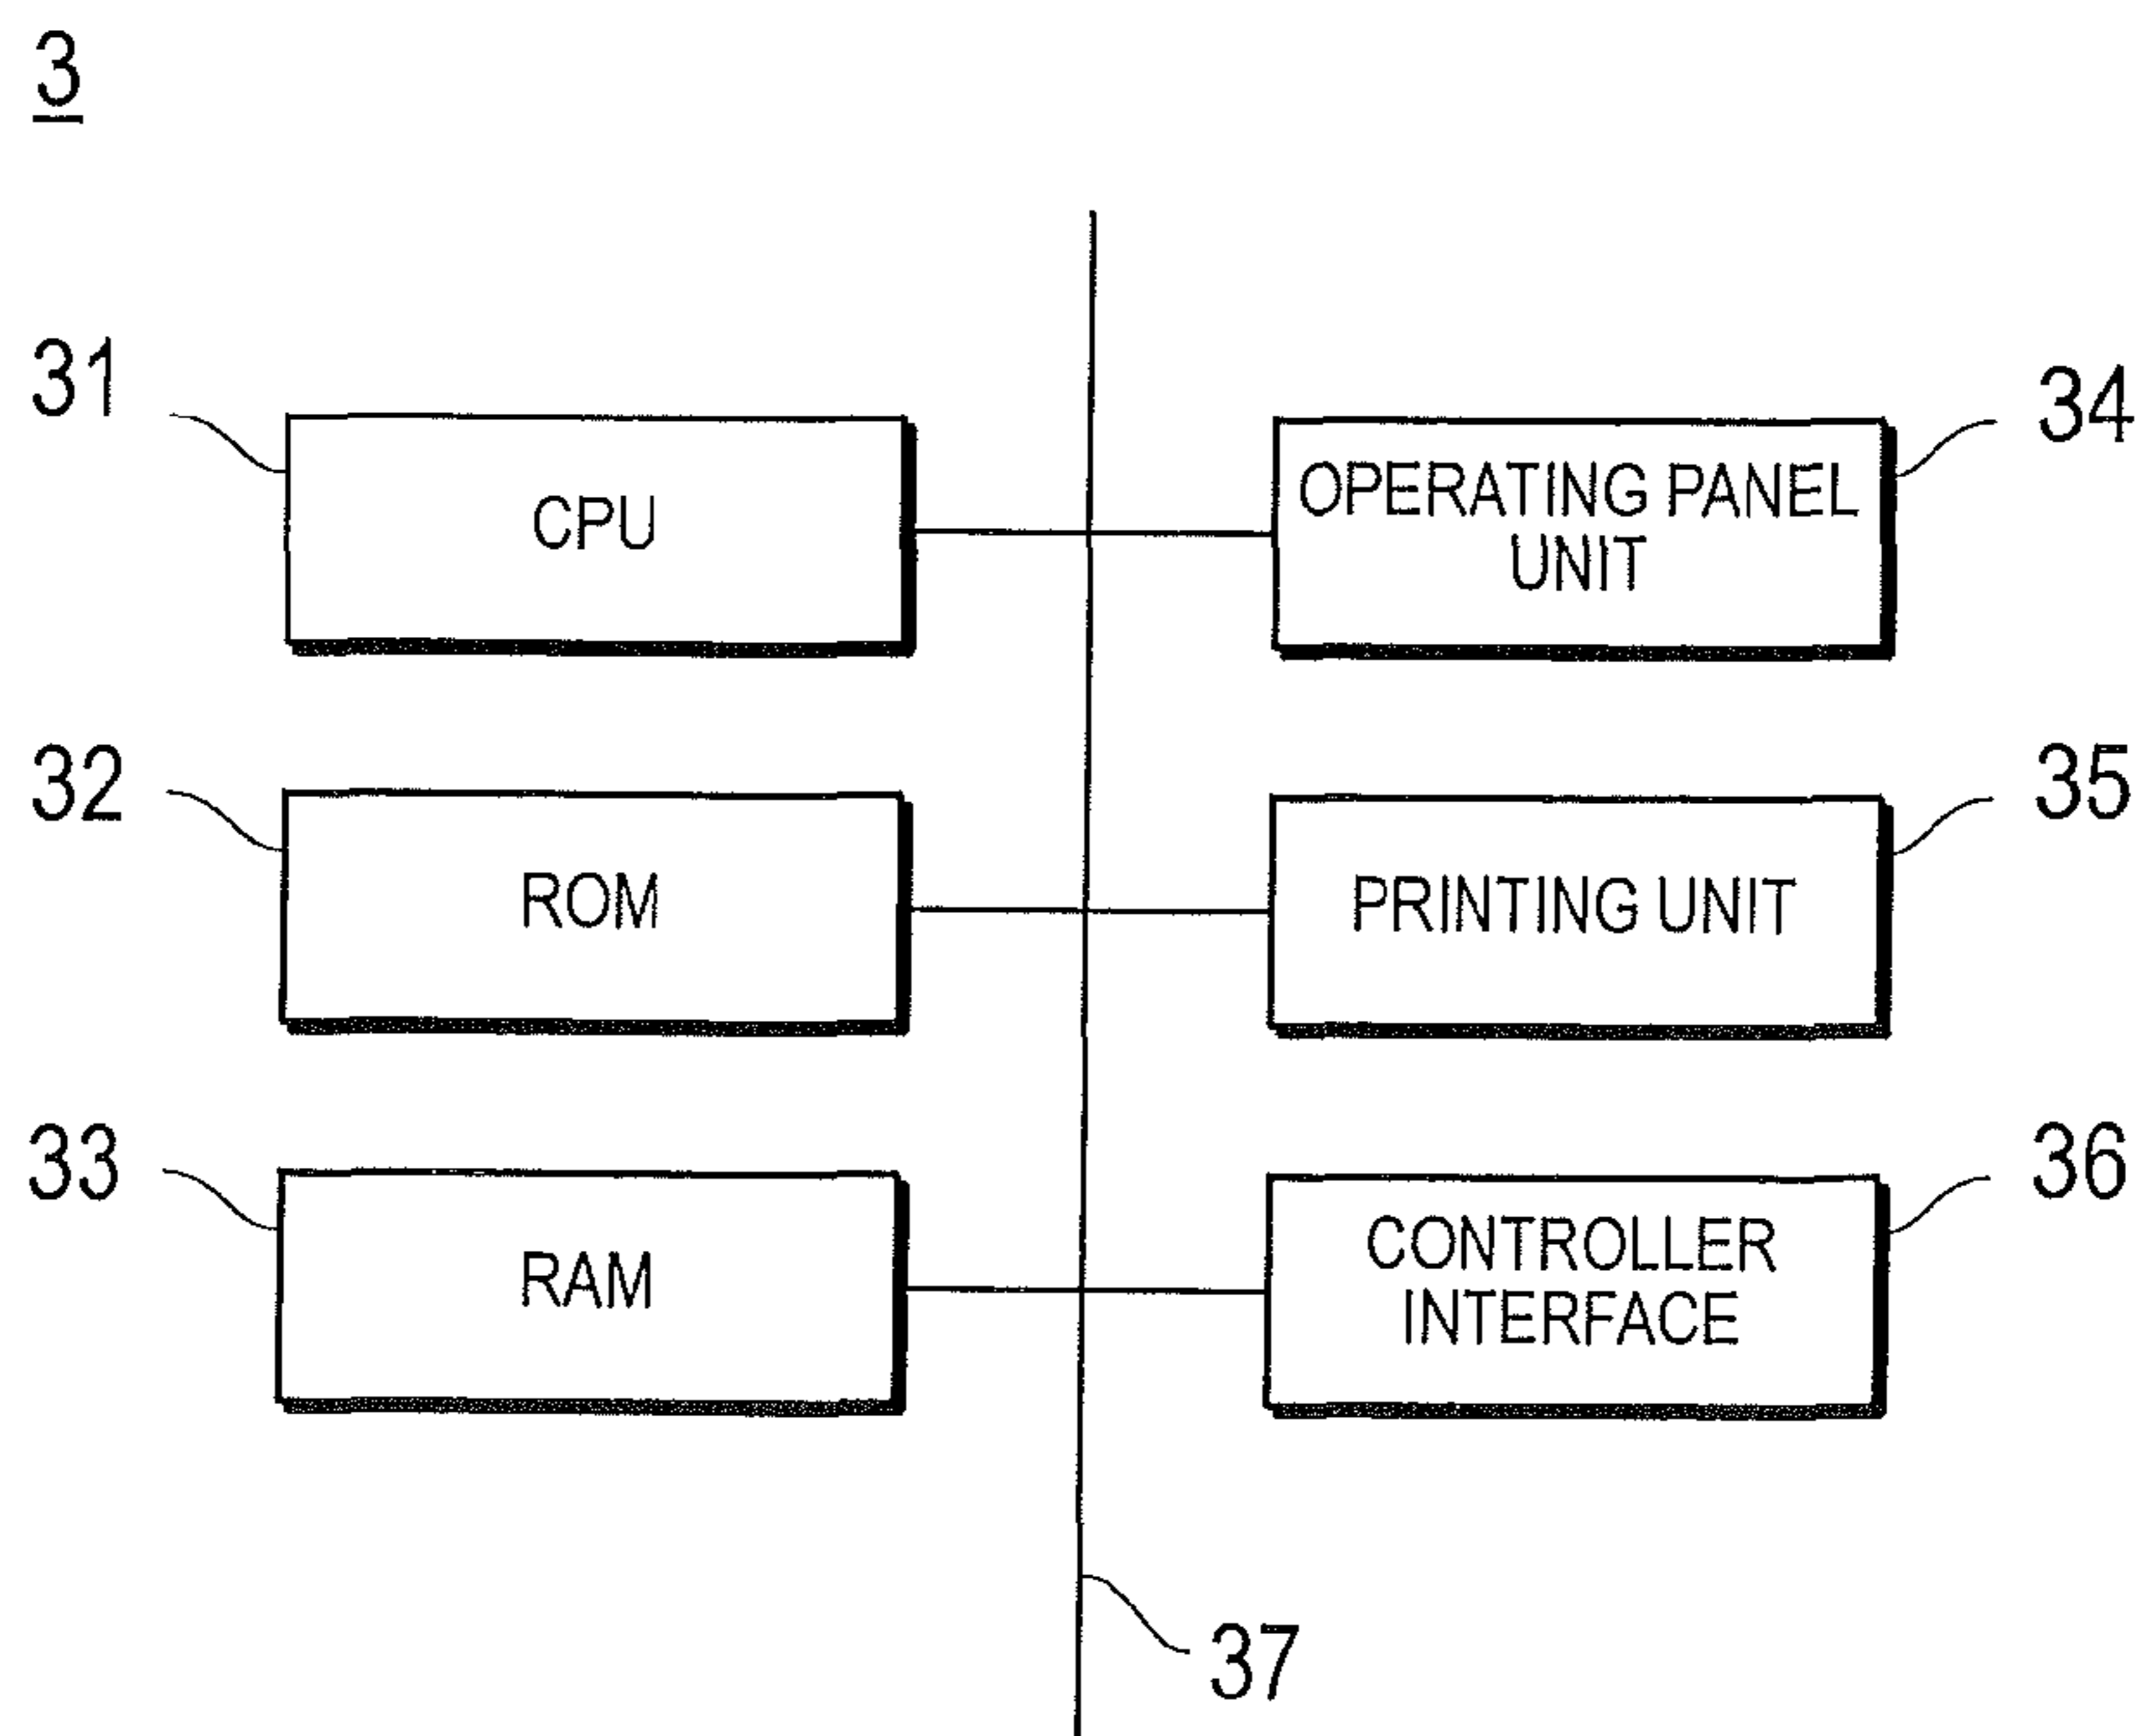 3
31
CPU
34
OPERATING PANEL
UNIT
32
ROM
35
PRINTING UNIT
33
RAM
36
CONTROLLER
INTERFACE
37